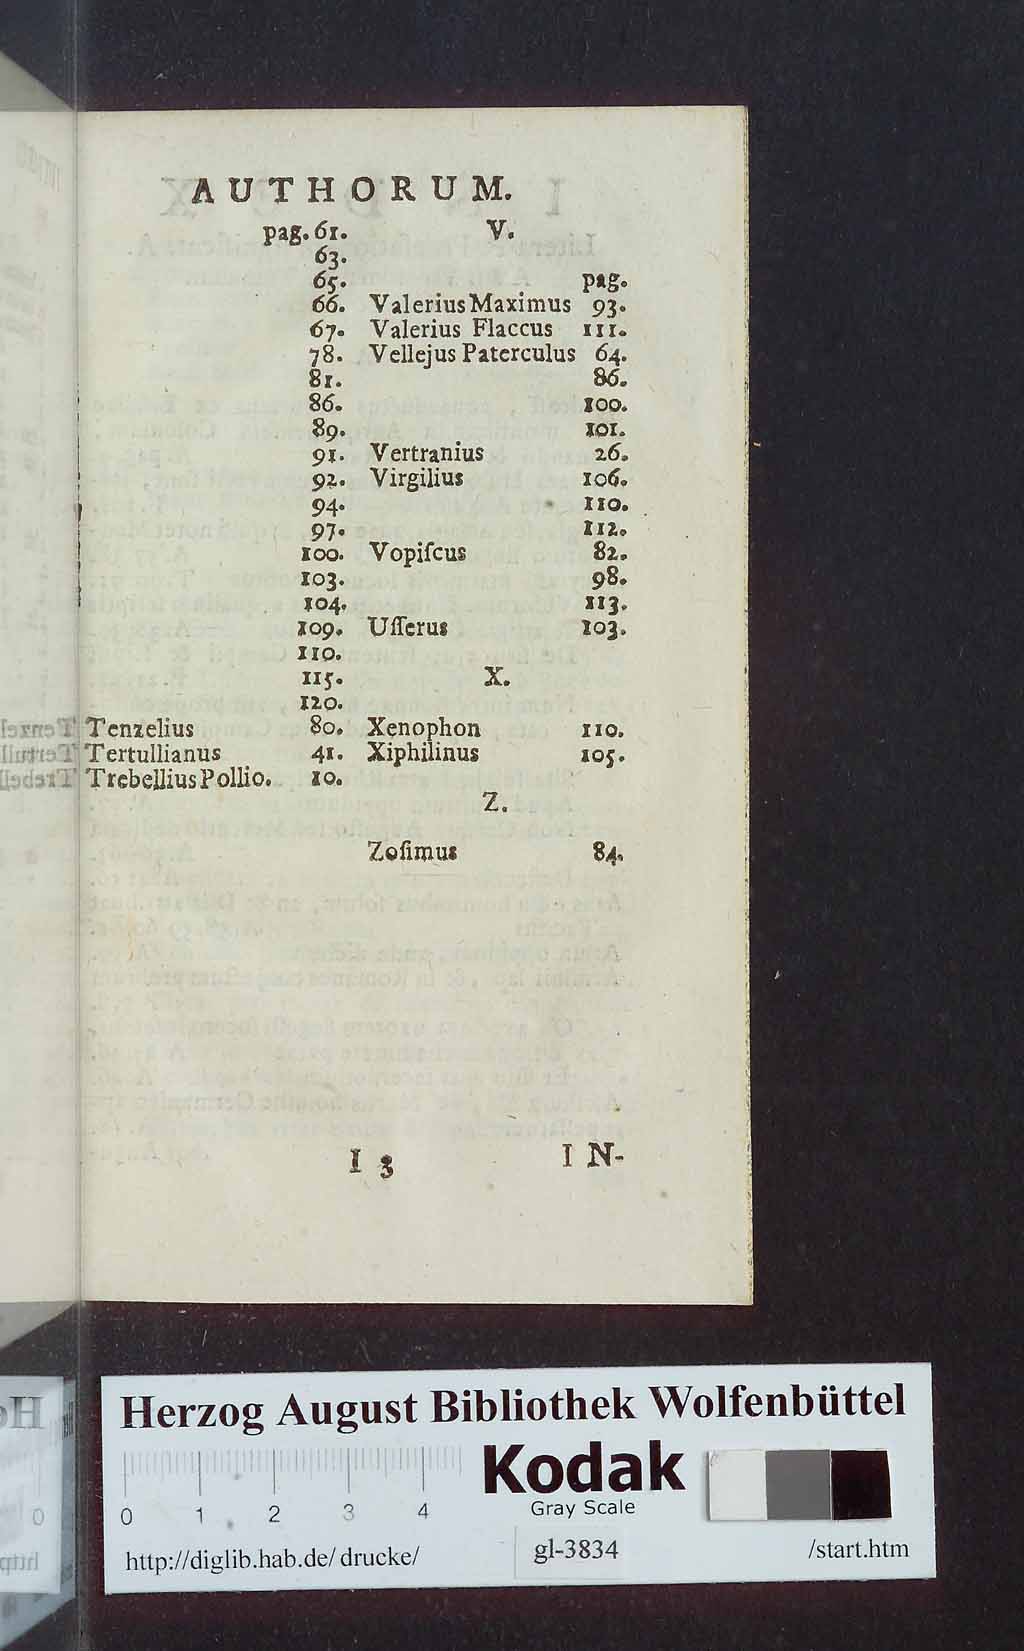 AUTHORUM.
pag. 61.
63.
65.
66.
67.
78.
81.
86.
89.
91.
92.
94.
97.
100.
103.
104.
109.
110.
115.
120.
Tenzelius 80.
Tertullianus 41.
Trebellius Pollio. 10.
V.
pag.
Valerius Maximus 93.
Valerius Flaccus 111.
Vellejus Paterculus 64.
86.
100.
101.
Vertranius 26.
Virgilius 106.
110.
112.
Vopiſcus 82.
98.
113.
Uſſerus 103.
X.
Xenophon 110.
Xiphilinus 105.
Z.
Zoſimus 84.
I 3
IN-
Herzog August Bibliothek Wolfenbüttel
Kodak
Gray Scale
0 1 2 3 4
http://diglib.hab.de/drucke/ gl-3834 /start.htm